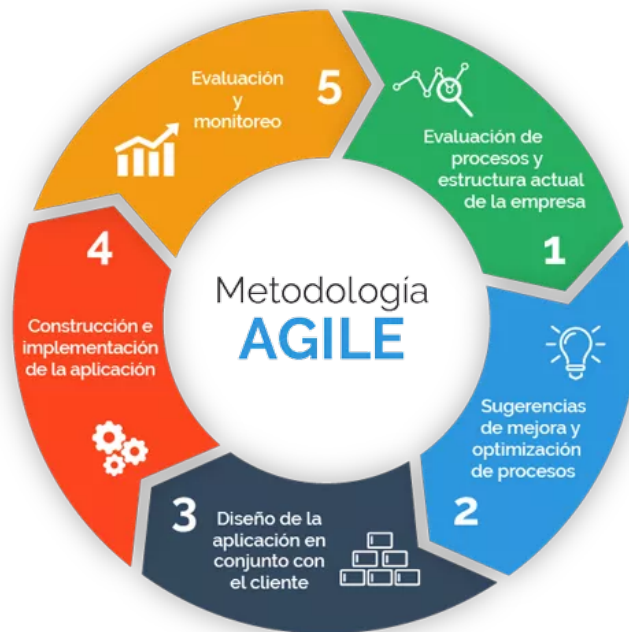 Metodología
AGILE
Evaluación de
procesos y
estructura actual
de la empresa
1
Sugerencias
de mejora y
optimización
de procesos
2
3
Diseño de la
aplicación en
conjunto con
el cliente
4
Construcción e
implementación
de la aplicación
5
Evaluación
y
monitoreo